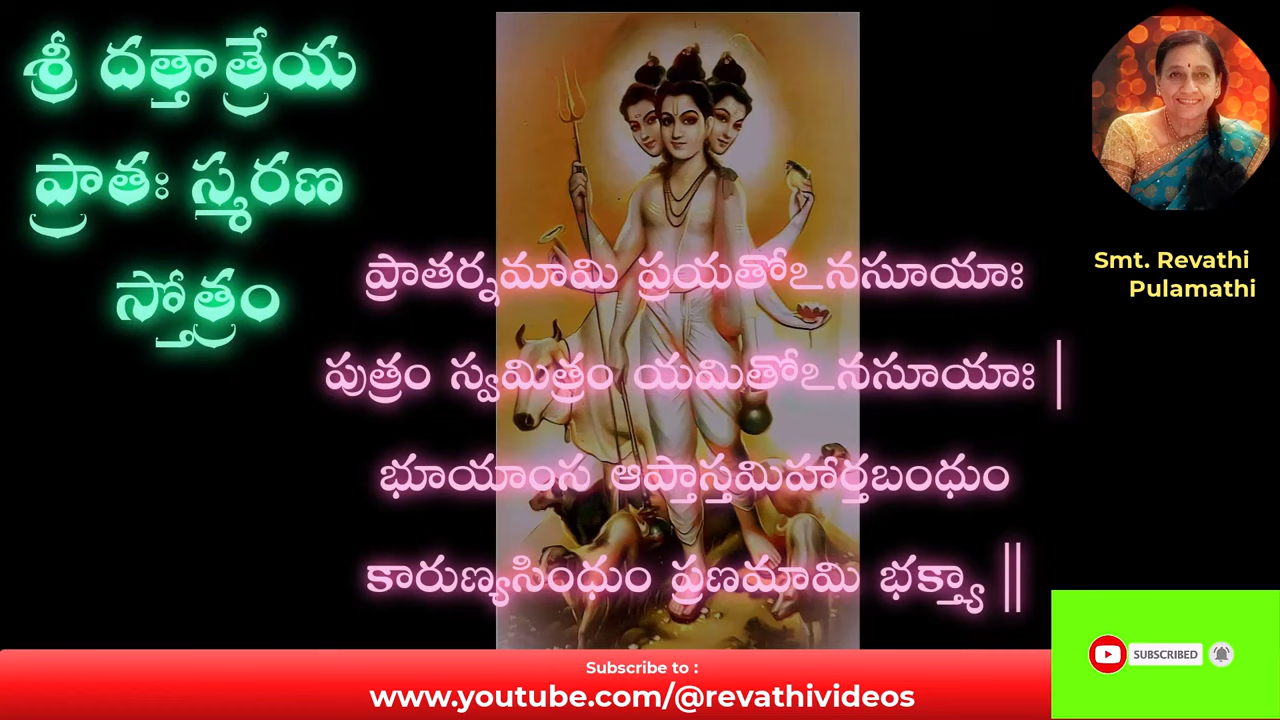 శ్రీ దత్తాత్రేయ
ప్రాతః స్మరణ
స్తోత్రం
ప్రాతర్నమామి ప్రయతోఽనసూయాః
పుత్రం స్వమిత్రం యమితోఽనసూయాః |
భూయాంస ఆప్తాస్తమిహార్తబంధుం
కారుణ్యసింధుం ప్రణమామి భక్త్యా ||
Smt. Revathi
Pulamathi
Subscribe to :
www.youtube.com/@revathivideos
SUBSCRIBED